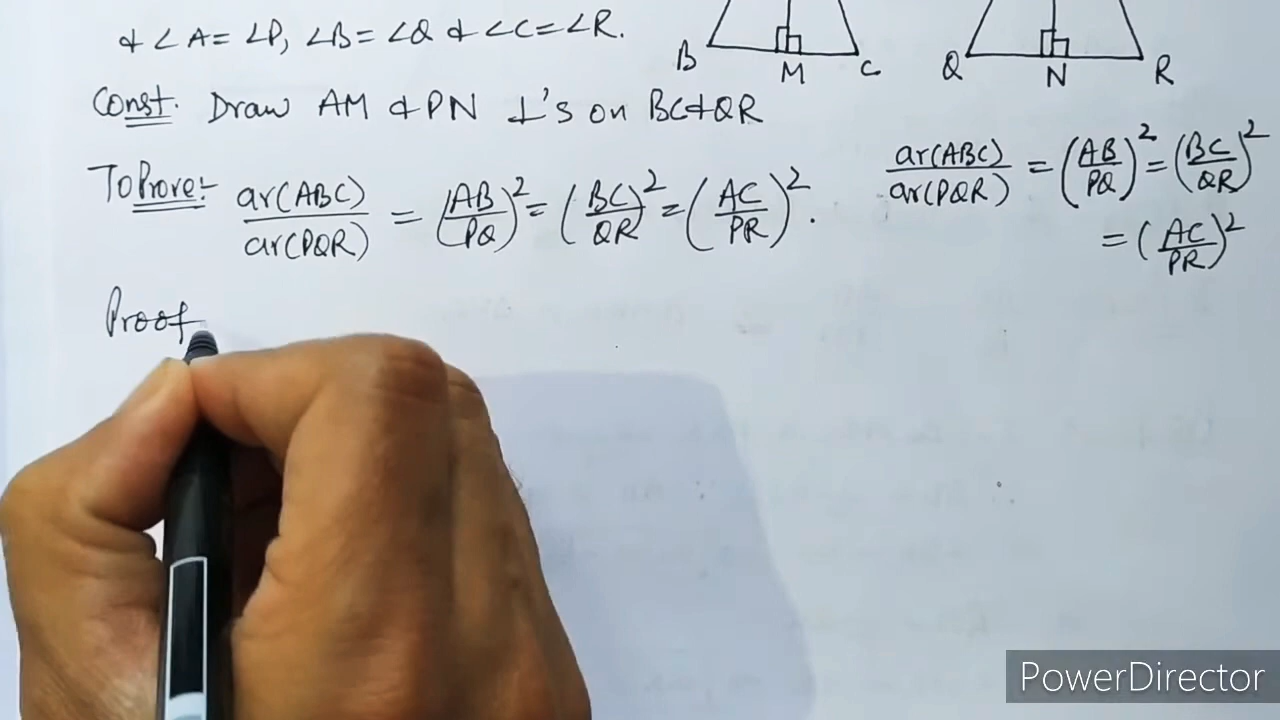 & ∠A = ∠P, ∠B = ∠Q & ∠C = ∠R.
B M C
Q N R
Const. Draw AM & PN ⊥'s on BC & QR
To Prove:- ar(ABC)/ar(PQR) = (AB/PQ)² = (BC/QR)² = (AC/PR)².
ar(ABC)/ar(PQR) = (AB/PQ)² = (BC/QR)²
= (AC/PR)²
Proof
PowerDirector